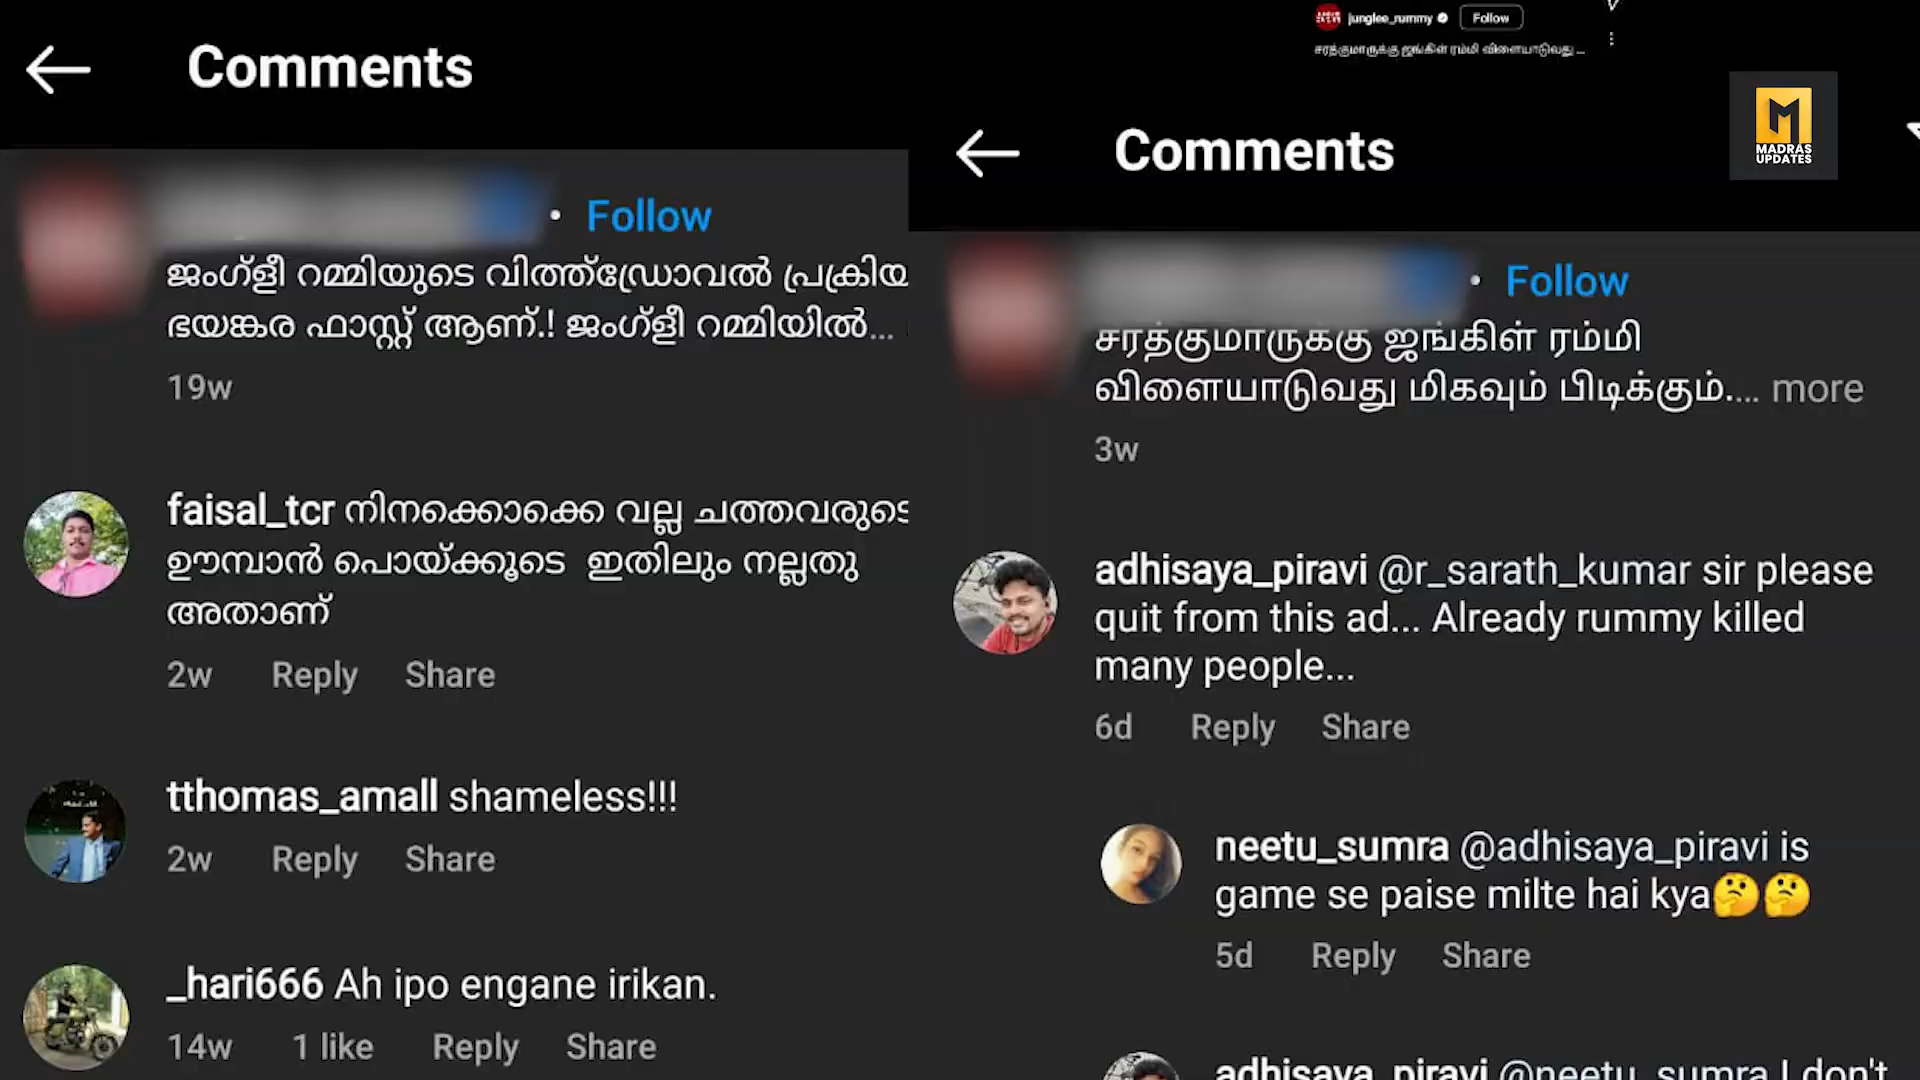 Comments
Follow
ജംഗ്ളീ റമ്മിയുടെ വിത്ത്ഡ്രോവൽ പ്രക്രിയ
ഭയങ്കര ഫാസ്റ്റ് ആണ്.! ജംഗ്ളീ റമ്മിയിൽ...
19w
faisal_tcr നിനക്കൊക്കെ വല്ല ചത്തവരുടെ
ഊമ്പാൻ പൊയ്ക്കൂടെ ഇതിലും നല്ലതു
അതാണ്
2w Reply Share
tthomas_amall shameless!!!
2w Reply Share
_hari666 Ah ipo engane irikan.
14w 1 like Reply Share
junglee_rummy Follow
சரத்குமாருக்கு ஜங்கிள் ரம்மி விளையாடுவது ...
MADRAS
UPDATES
Comments
Follow
சரத்குமாருக்கு ஜங்கிள் ரம்மி
விளையாடுவது மிகவும் பிடிக்கும்.... more
3w
adhisaya_piravi @r_sarath_kumar sir please
quit from this ad... Already rummy killed
many people...
6d Reply Share
neetu_sumra @adhisaya_piravi is
game se paise milte hai kya🤔🤔
5d Reply Share
adhisaya_piravi @neetu_sumra I don't